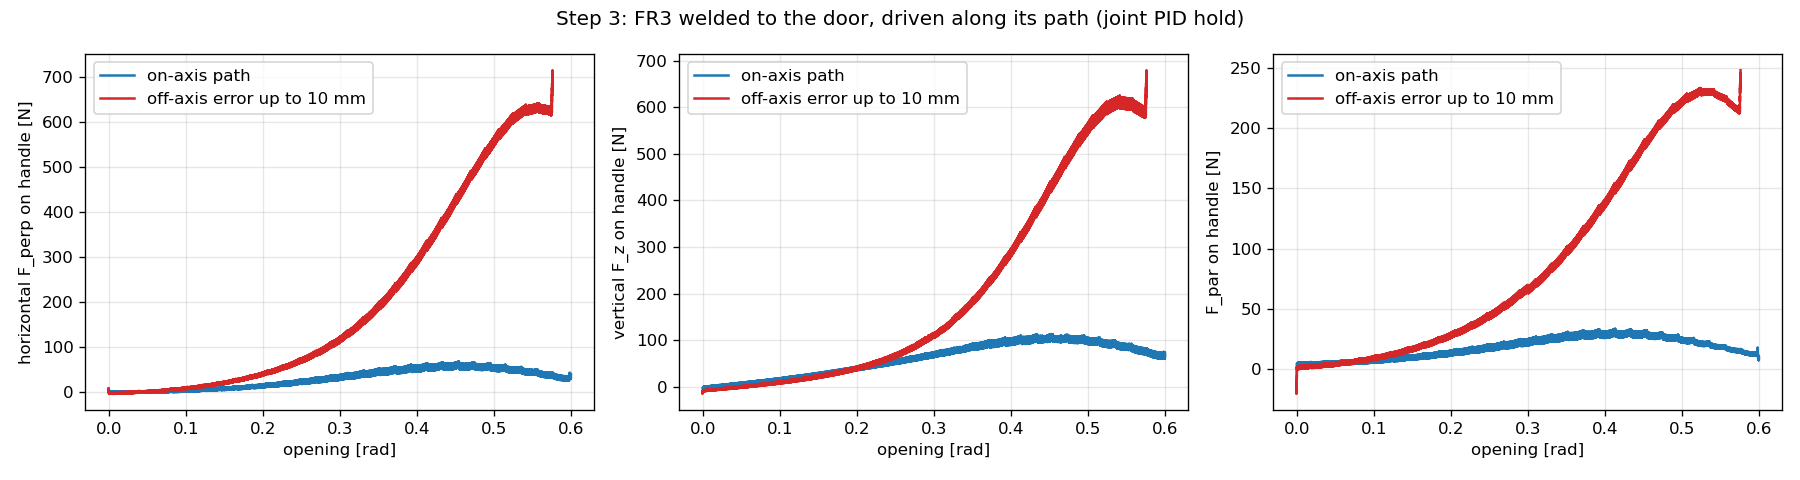 Step 3: FR3 welded to the door, driven along its path (joint PID hold)
horizontal F_perp on handle [N]
700
600
500
400
300
200
100
0
on-axis path
off-axis error up to 10 mm
0.0 0.1 0.2 0.3 0.4 0.5 0.6
opening [rad]
vertical F_z on handle [N]
700
600
500
400
300
200
100
0
on-axis path
off-axis error up to 10 mm
0.0 0.1 0.2 0.3 0.4 0.5 0.6
opening [rad]
F_par on handle [N]
250
200
150
100
50
0
on-axis path
off-axis error up to 10 mm
0.0 0.1 0.2 0.3 0.4 0.5 0.6
opening [rad]